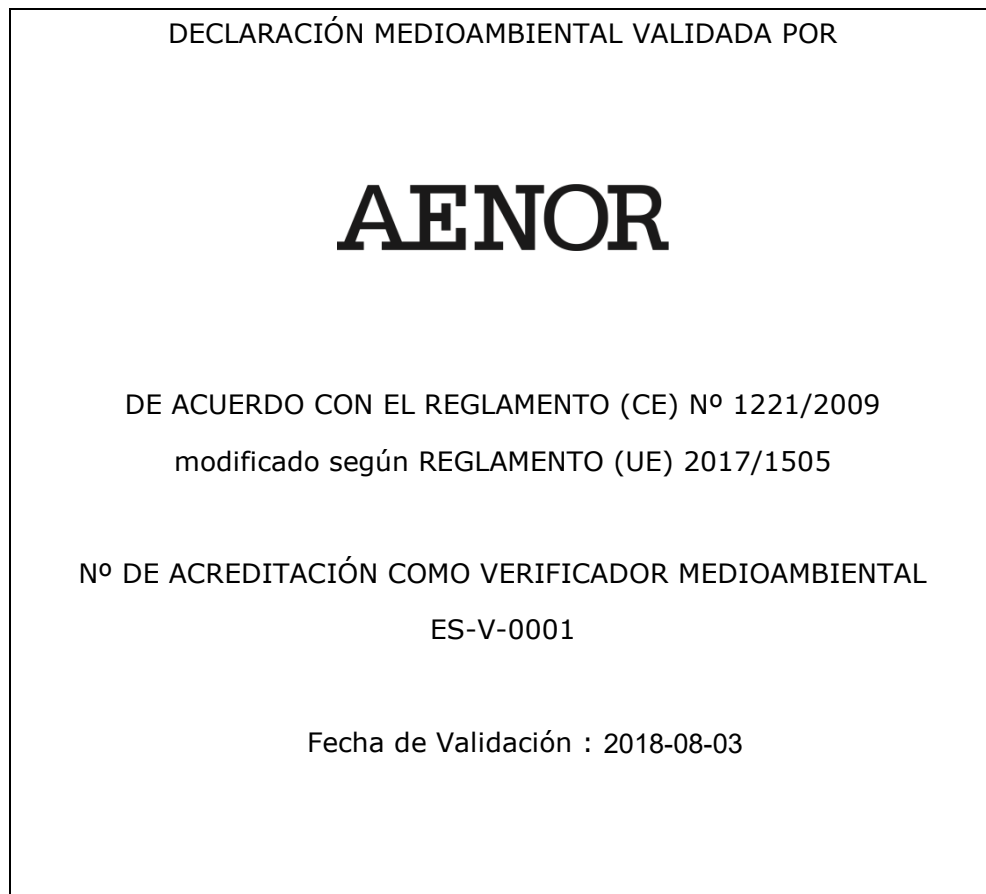 DECLARACIÓN MEDIOAMBIENTAL VALIDADA POR
AENOR
DE ACUERDO CON EL REGLAMENTO (CE) Nº 1221/2009
modificado según REGLAMENTO (UE) 2017/1505
Nº DE ACREDITACIÓN COMO VERIFICADOR MEDIOAMBIENTAL
ES-V-0001
Fecha de Validación : 2018-08-03